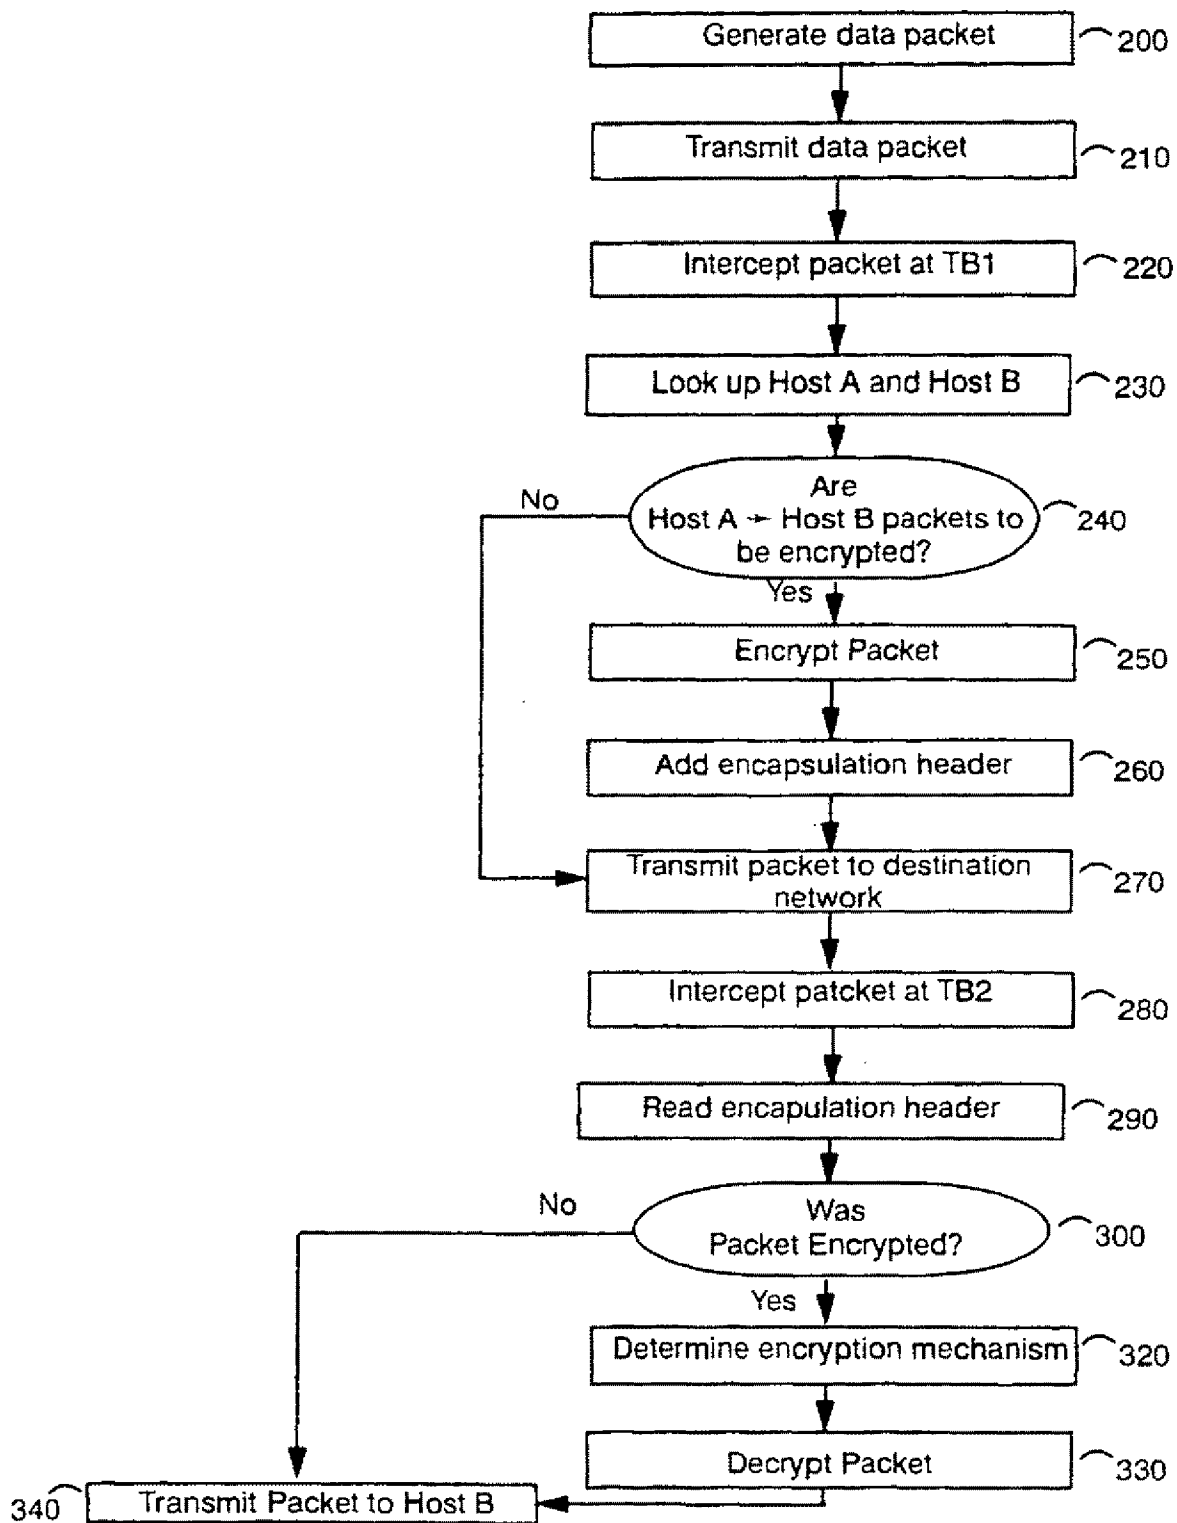 Generate data packet
200
Transmit data packet
210
Intercept packet at TB1
220
Look up Host A and Host B
230
Are
Host A → Host B packets to
be encrypted?
240
No
Yes
Encrypt Packet
250
Add encapsulation header
260
Transmit packet to destination
network
270
Intercept patcket at TB2
280
Read encapulation header
290
Was
Packet Encrypted?
300
No
Yes
Determine encryption mechanism
320
Decrypt Packet
330
340
Transmit Packet to Host B